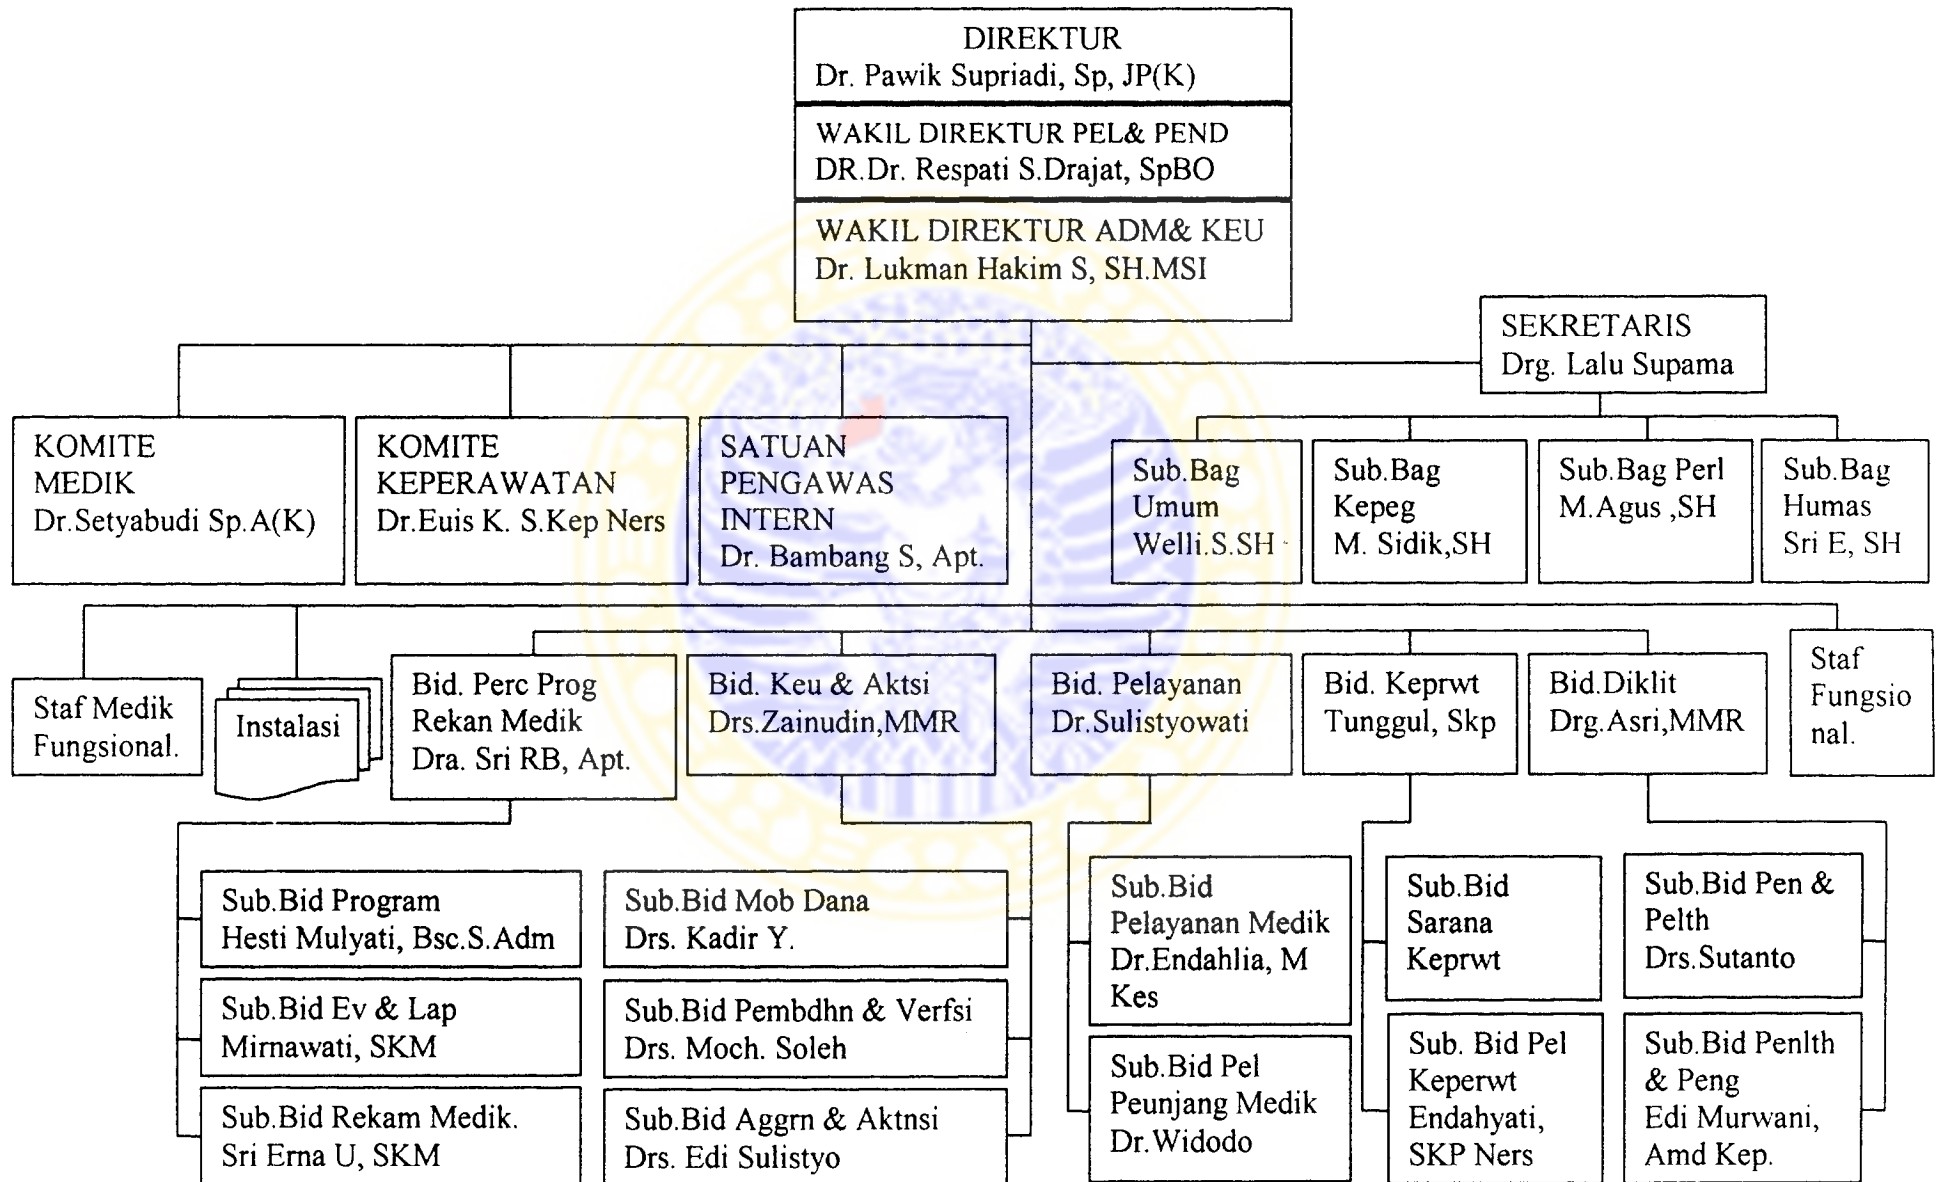 DIREKTUR
Dr. Pawik Supriadi, Sp, JP(K)
WAKIL DIREKTUR PEL& PEND
DR.Dr. Respati S.Drajat, SpBO
WAKIL DIREKTUR ADM& KEU
Dr. Lukman Hakim S, SH.MSI
SEKRETARIS
Drg. Lalu Supama
KOMITE
MEDIK
Dr.Setyabudi Sp.A(K)
KOMITE
KEPERAWATAN
Dr.Euis K. S.Kep Ners
SATUAN
PENGAWAS
INTERN
Dr. Bambang S, Apt.
Sub.Bag
Umum
Welli.S.SH
Sub.Bag
Kepeg
M. Sidik,SH
Sub.Bag Perl
M.Agus ,SH
Sub.Bag
Humas
Sri E, SH
Staf Medik
Fungsional.
Instalasi
Bid. Perc Prog
Rekan Medik
Dra. Sri RB, Apt.
Bid. Keu & Aktsi
Drs.Zainudin,MMR
Bid. Pelayanan
Dr.Sulistyowati
Bid. Keprwt
Tunggul, Skp
Bid.Diklit
Drg.Asri,MMR
Staf
Fungsio
nal.
Sub.Bid Program
Hesti Mulyati, Bsc.S.Adm
Sub.Bid Ev & Lap
Mirnawati, SKM
Sub.Bid Rekam Medik.
Sri Erna U, SKM
Sub.Bid Mob Dana
Drs. Kadir Y.
Sub.Bid Pembdhn & Verfsi
Drs. Moch. Soleh
Sub.Bid Aggrn & Aktnsi
Drs. Edi Sulistyo
Sub.Bid
Pelayanan Medik
Dr.Endahlia, M
Kes
Sub.Bid Pel
Peunjang Medik
Dr.Widodo
Sub.Bid
Sarana
Keprwt
Sub. Bid Pel
Keperwt
Endahyati,
SKP Ners
Sub.Bid Pen &
Pelth
Drs.Sutanto
Sub.Bid Penlth
& Peng
Edi Murwani,
Amd Kep.